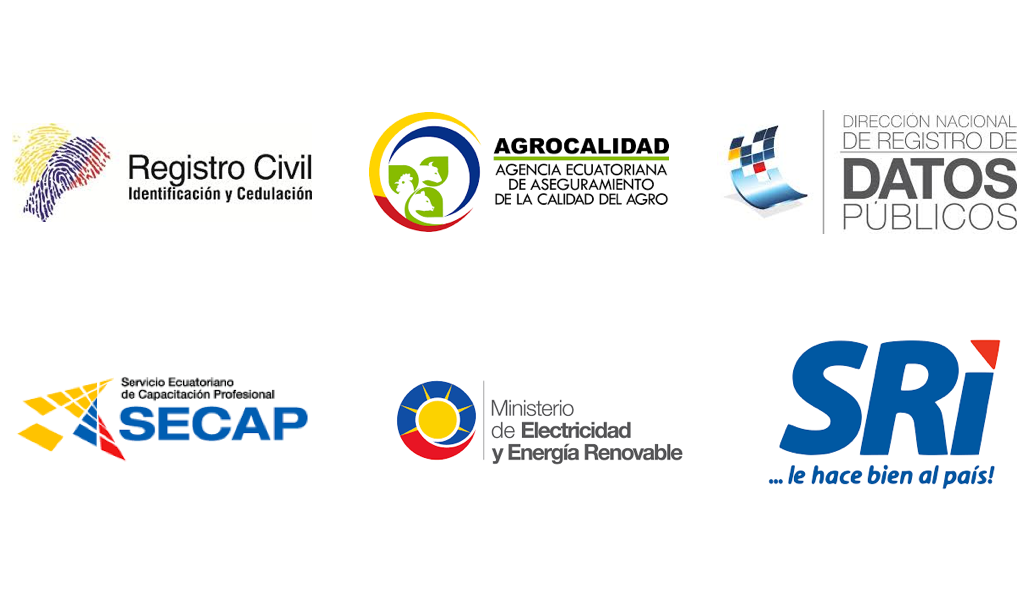 Registro Civil
Identificación y Cedulación
AGROCALIDAD
AGENCIA ECUATORIANA
DE ASEGURAMIENTO
DE LA CALIDAD DEL AGRO
DIRECCIÓN NACIONAL
DE REGISTRO DE
DATOS
PÚBLICOS
Servicio Ecuatoriano
de Capacitación Profesional
SECAP
Ministerio
de Electricidad
y Energía Renovable
SRi
... le hace bien al país!